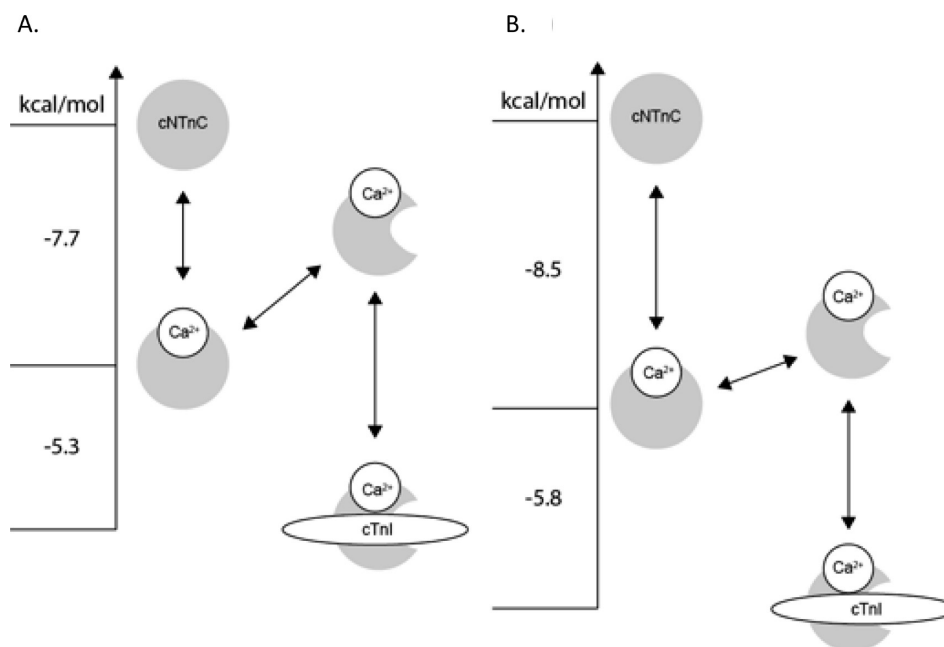 A.
kcal/mol
cNTnC
-7.7
Ca²⁺
Ca²⁺
-5.3
Ca²⁺
cTnI
B.
kcal/mol
cNTnC
-8.5
Ca²⁺
Ca²⁺
-5.8
Ca²⁺
cTnI